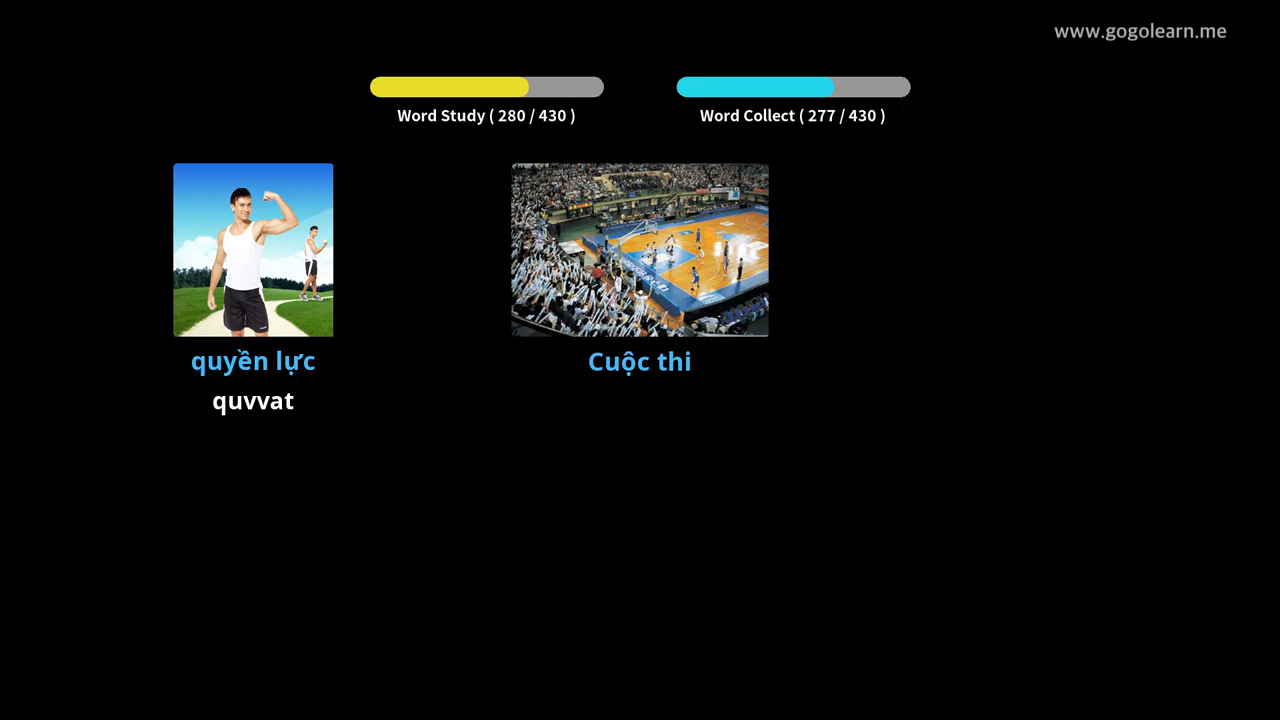 www.gogolearn.me
Word Study ( 280 / 430 )
Word Collect ( 277 / 430 )
quyền lực
Cuộc thi
quvvat